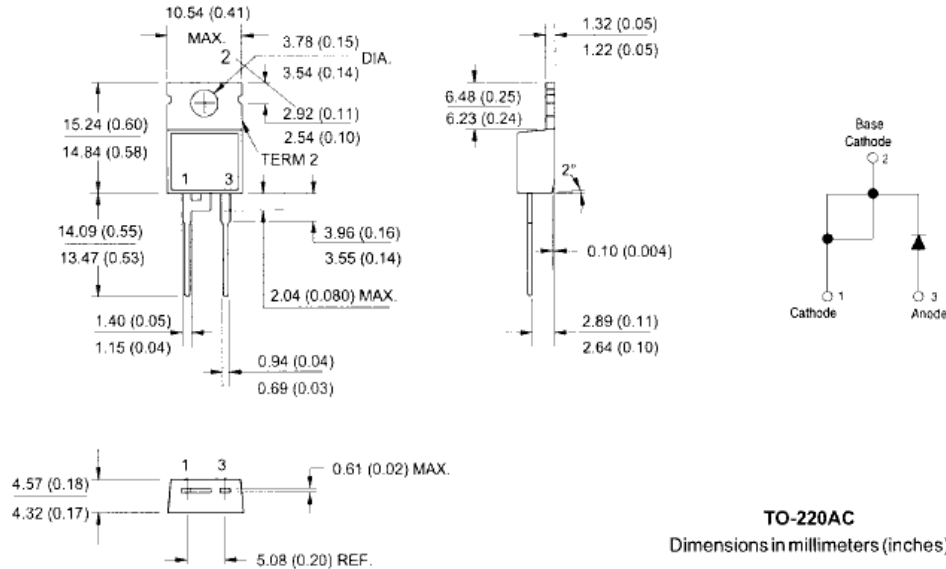 10.54 (0.41)
MAX.
2
3.78 (0.15)
3.54 (0.14)
DIA.
2.92 (0.11)
2.54 (0.10)
15.24 (0.60)
14.84 (0.58)
TERM 2
1 3
14.09 (0.55)
13.47 (0.53)
3.96 (0.16)
3.55 (0.14)
2.04 (0.080) MAX.
1.40 (0.05)
1.15 (0.04)
0.94 (0.04)
0.69 (0.03)
1.32 (0.05)
1.22 (0.05)
6.48 (0.25)
6.23 (0.24)
2°
0.10 (0.004)
2.89 (0.11)
2.64 (0.10)
Base
Cathode
2
1
Cathode
3
Anode
1 3
4.57 (0.18)
4.32 (0.17)
0.61 (0.02) MAX.
5.08 (0.20) REF.
TO-220AC
Dimensions in millimeters (inches)